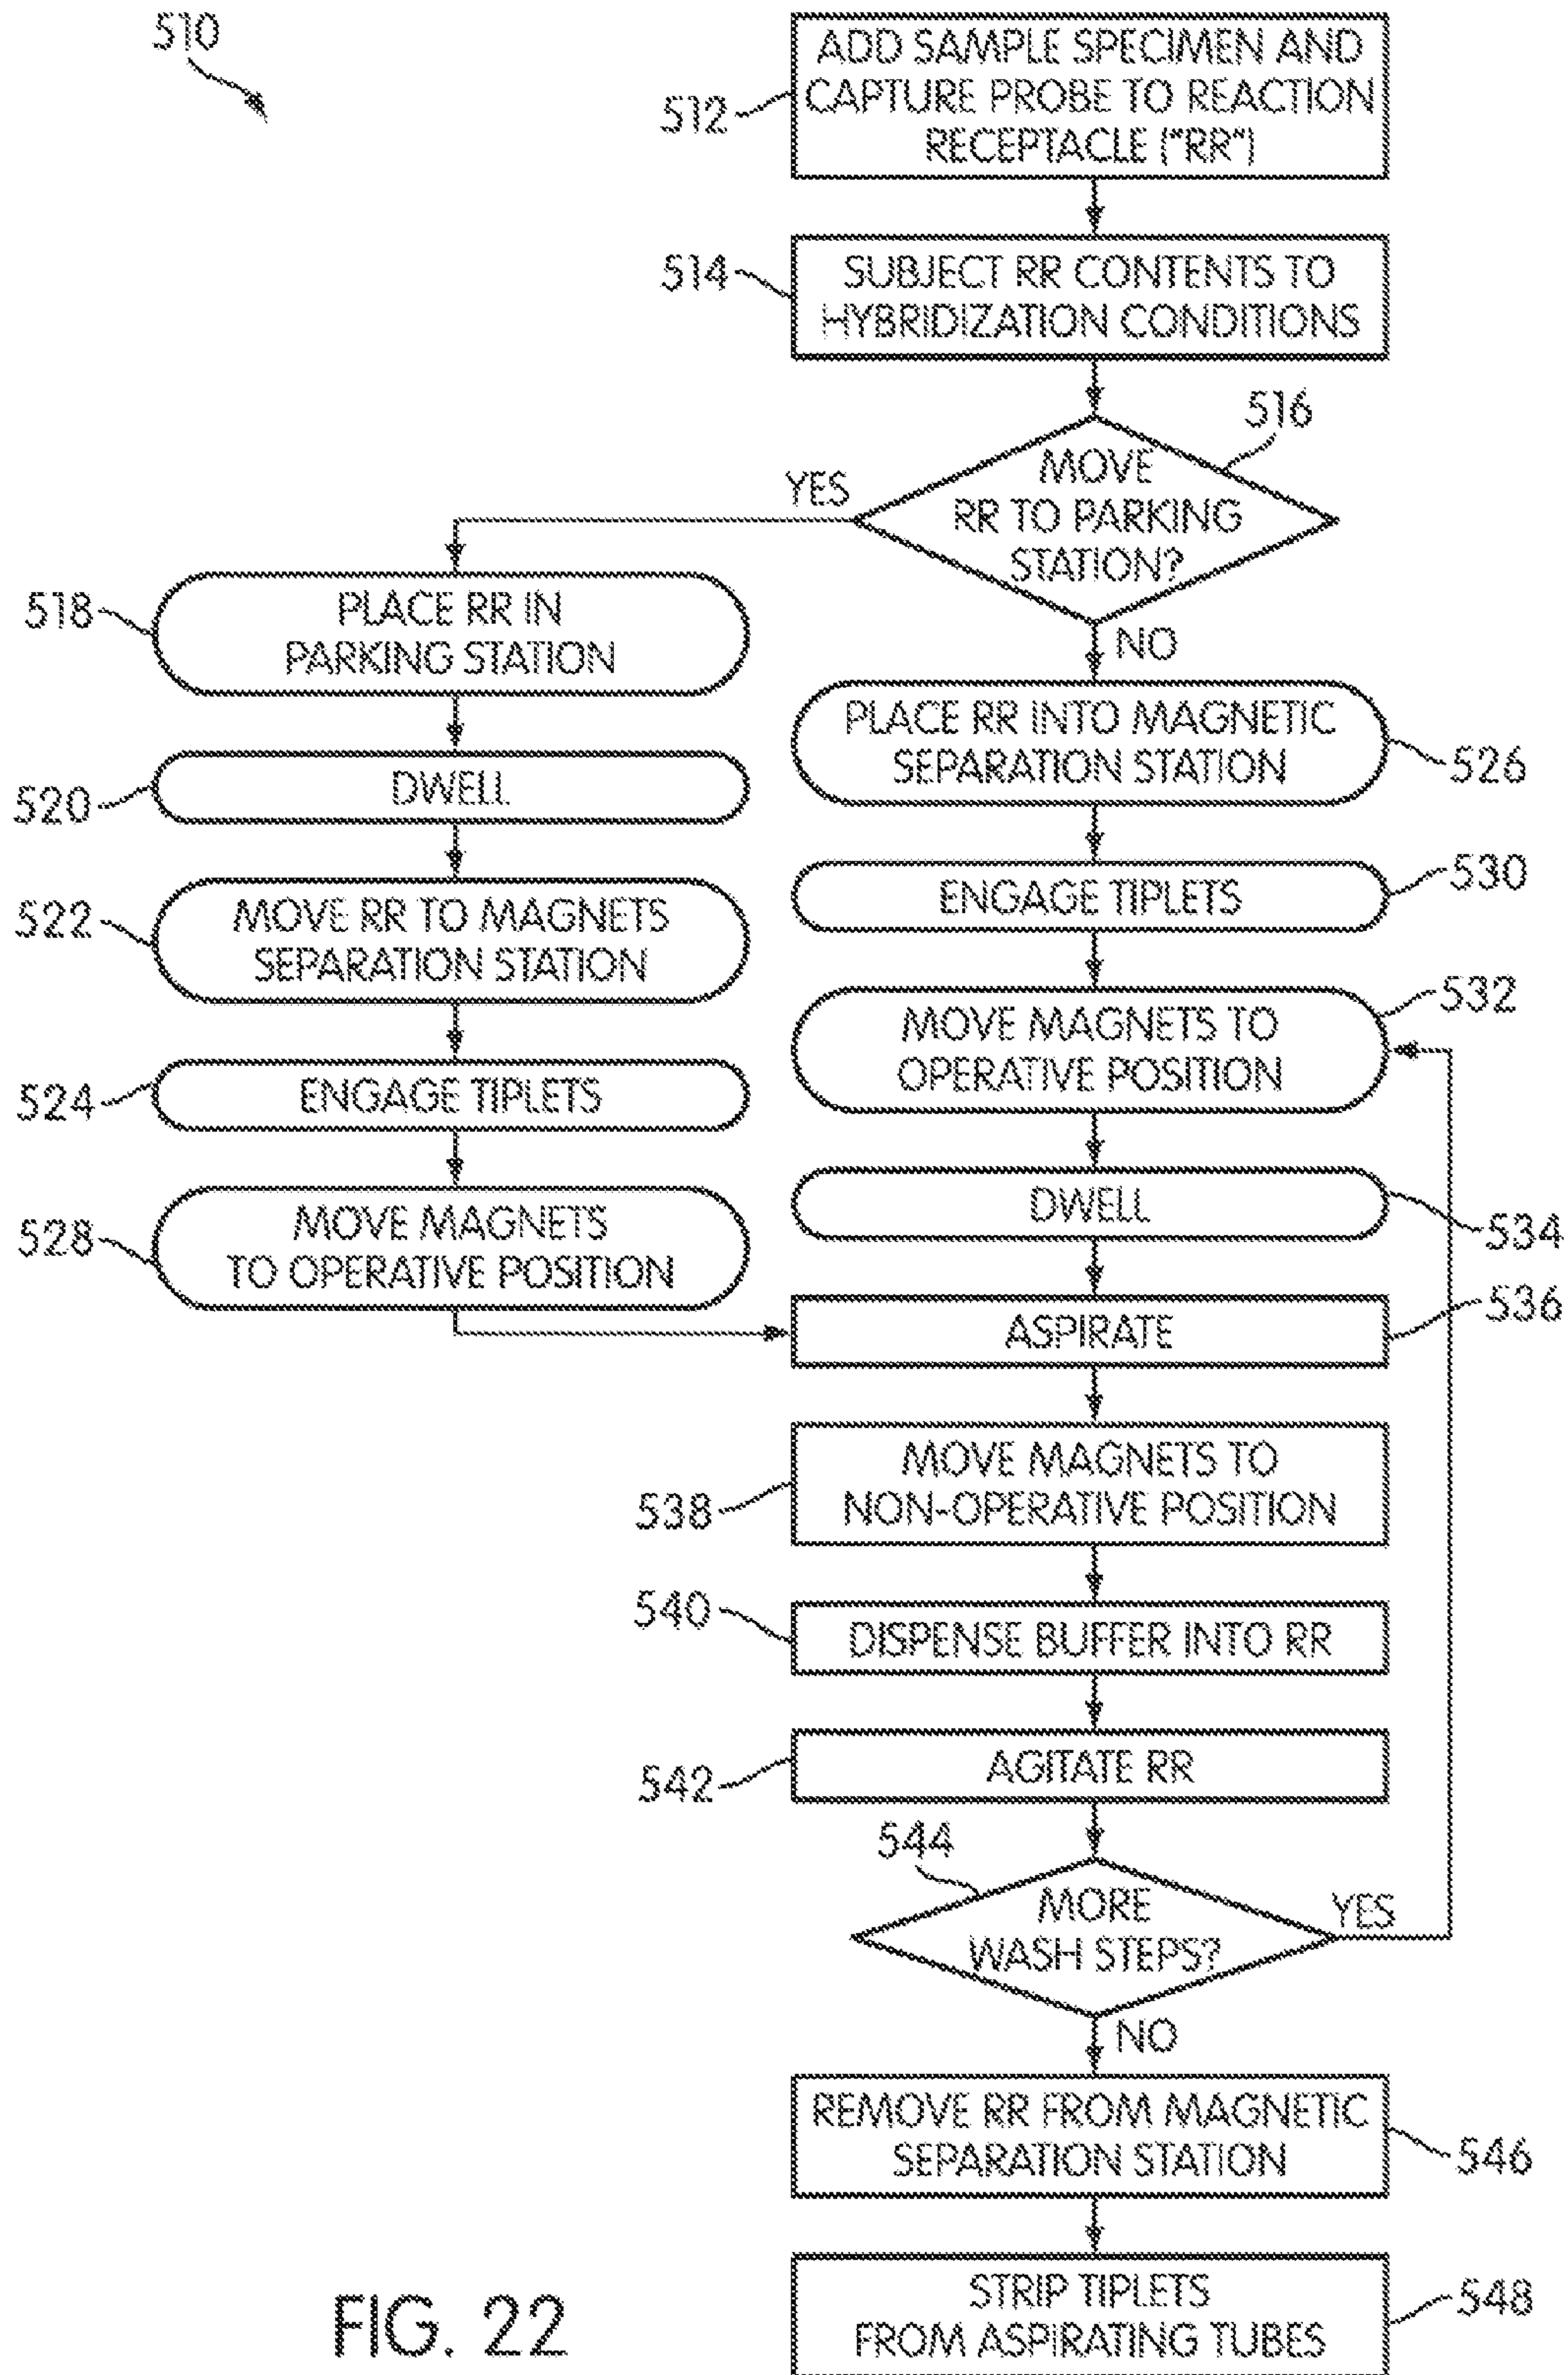 510
512
ADD SAMPLE SPECIMEN AND
CAPTURE PROBE TO REACTION
RECEPTACLE ("RR")
514
SUBJECT RR CONTENTS TO
HYBRIDIZATION CONDITIONS
516
MOVE
RR TO PARKING
STATION?
YES
NO
518
PLACE RR IN
PARKING STATION
520
DWELL
522
MOVE RR TO MAGNETS
SEPARATION STATION
524
ENGAGE TIPLETS
528
MOVE MAGNETS
TO OPERATIVE POSITION
PLACE RR INTO MAGNETIC
SEPARATION STATION
526
ENGAGE TIPLETS
530
MOVE MAGNETS TO
OPERATIVE POSITION
532
DWELL
534
ASPIRATE
536
538
MOVE MAGNETS TO
NON-OPERATIVE POSITION
540
DISPENSE BUFFER INTO RR
542
AGITATE RR
544
MORE
WASH STEPS?
YES
NO
REMOVE RR FROM MAGNETIC
SEPARATION STATION
546
STRIP TIPLETS
FROM ASPIRATING TUBES
548
FIG. 22